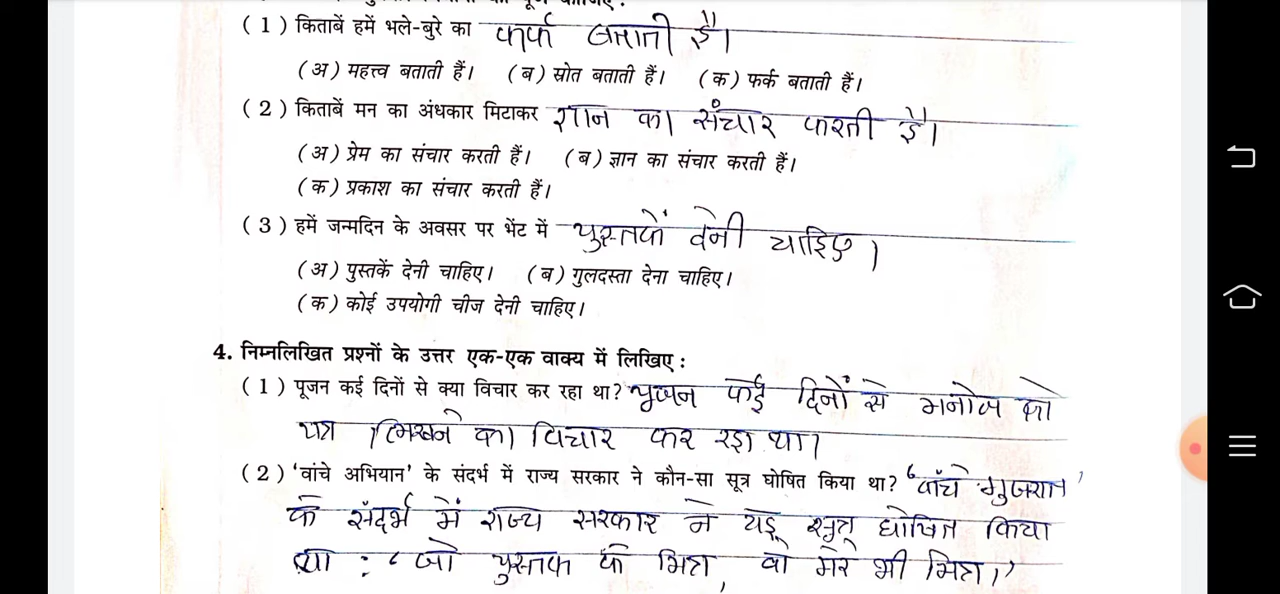 (1) किताबें हमें भले-बुरे का फर्क बताती है।
(अ) महत्त्व बताती हैं। (ब) स्रोत बताती हैं। (क) फर्क बताती हैं।
(2) किताबें मन का अंधकार मिटाकर ज्ञान का संचार करती है।
(अ) प्रेम का संचार करती हैं। (ब) ज्ञान का संचार करती हैं।
(क) प्रकाश का संचार करती हैं।
(3) हमें जन्मदिन के अवसर पर भेंट में पुस्तकें देनी चाहिए।
(अ) पुस्तकें देनी चाहिए। (ब) गुलदस्ता देना चाहिए।
(क) कोई उपयोगी चीज देनी चाहिए।
4. निम्नलिखित प्रश्नों के उत्तर एक-एक वाक्य में लिखिए :
(1) पूजन कई दिनों से क्या विचार कर रहा था? पूजन कई दिनों से मनोज को
पत्र लिखने का विचार कर रहा था।
(2) 'वांचे अभियान' के संदर्भ में राज्य सरकार ने कौन-सा सूत्र घोषित किया था? 'वाँचे गुजरात'
के संदर्भ में राज्य सरकार ने यह सूत्र घोषित किया
था : 'जो पुस्तक के मित्र, वो मेरे भी मित्र।'